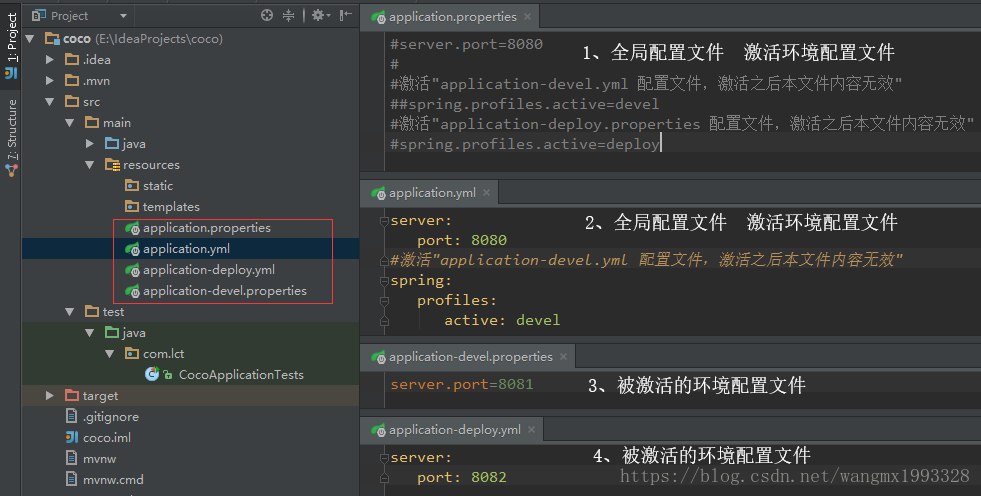 Project
1: Project
7: Structure
coco (E:\IdeaProjects\coco)
.idea
.mvn
src
main
java
resources
static
templates
application.properties
application.yml
application-deploy.yml
application-devel.properties
test
java
com.lct
CocoApplicationTests
target
.gitignore
coco.iml
mvnw
mvnw.cmd
application.properties
#server.port=8080
1、全局配置文件 激活环境配置文件
#
#激活"application-devel.yml 配置文件，激活之后本文件内容无效"
##spring.profiles.active=devel
#激活"application-deploy.properties 配置文件，激活之后本文件内容无效"
#spring.profiles.active=deploy
application.yml
server:
2、全局配置文件 激活环境配置文件
port: 8080
#激活"application-devel.yml 配置文件，激活之后本文件内容无效"
spring:
profiles:
active: devel
application-devel.properties
server.port=8081
3、被激活的环境配置文件
application-deploy.yml
server:
4、被激活的环境配置文件
port: 8082
https://blog.csdn.net/wangmx1993328